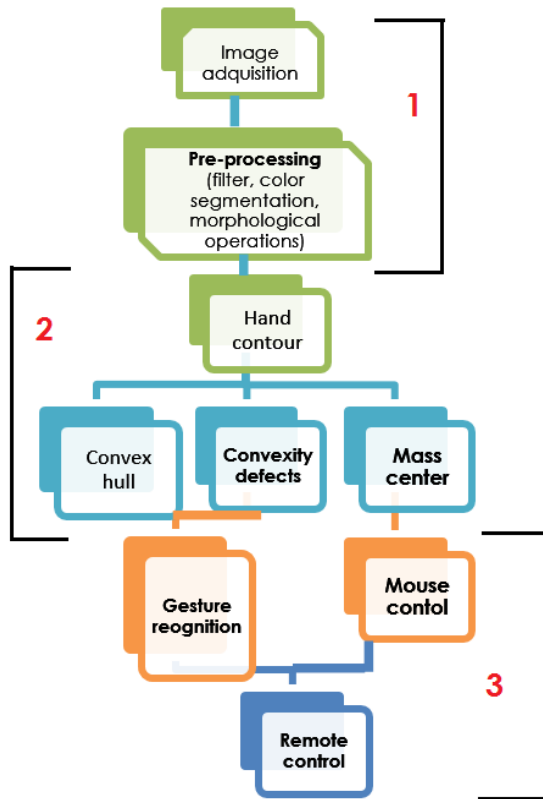 Image
adquisition
1
Pre-processing
(filter, color
segmentation,
morphological
operations)
2
Hand
contour
Convex
hull
Convexity
defects
Mass
center
Gesture
reognition
Mouse
contol
3
Remote
control